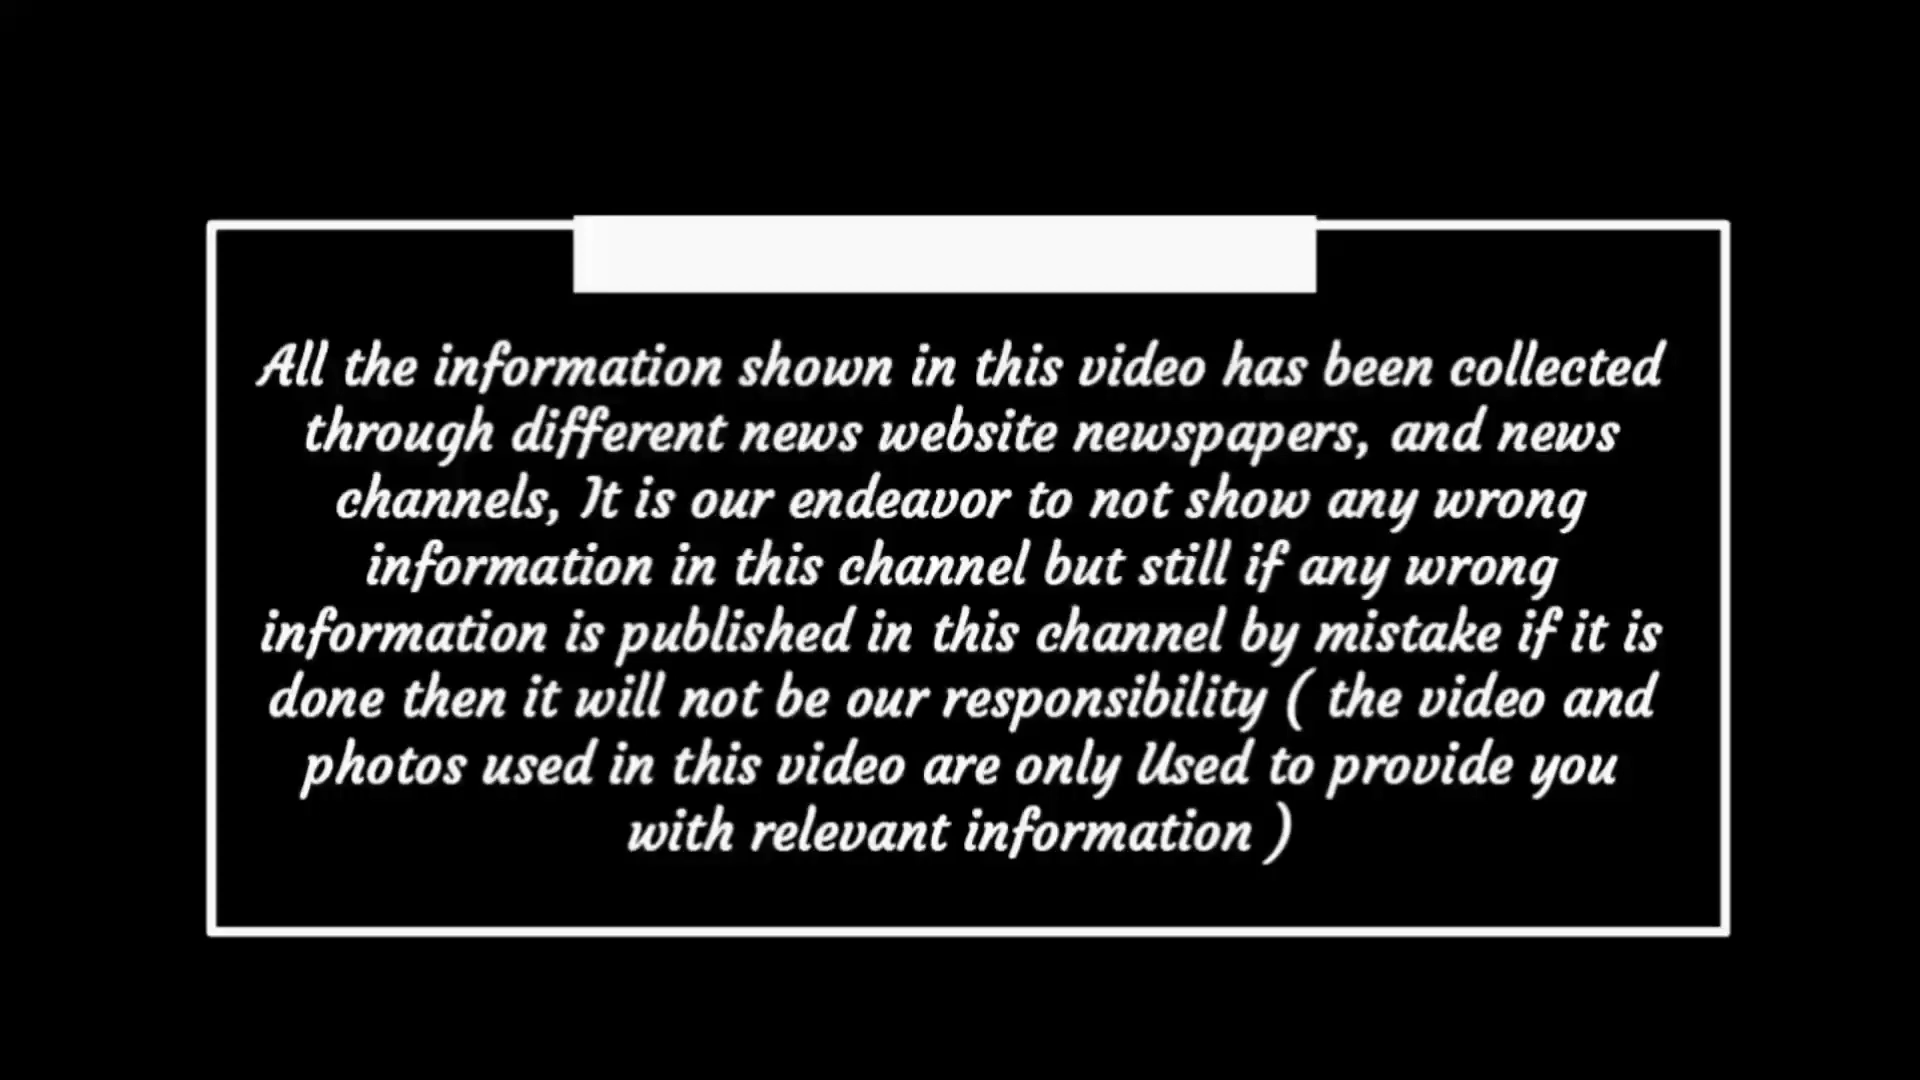 All the information shown in this video has been collected
through different news website newspapers, and news
channels, It is our endeavor to not show any wrong
information in this channel but still if any wrong
information is published in this channel by mistake if it is
done then it will not be our responsibility ( the video and
photos used in this video are only Used to provide you
with relevant information )